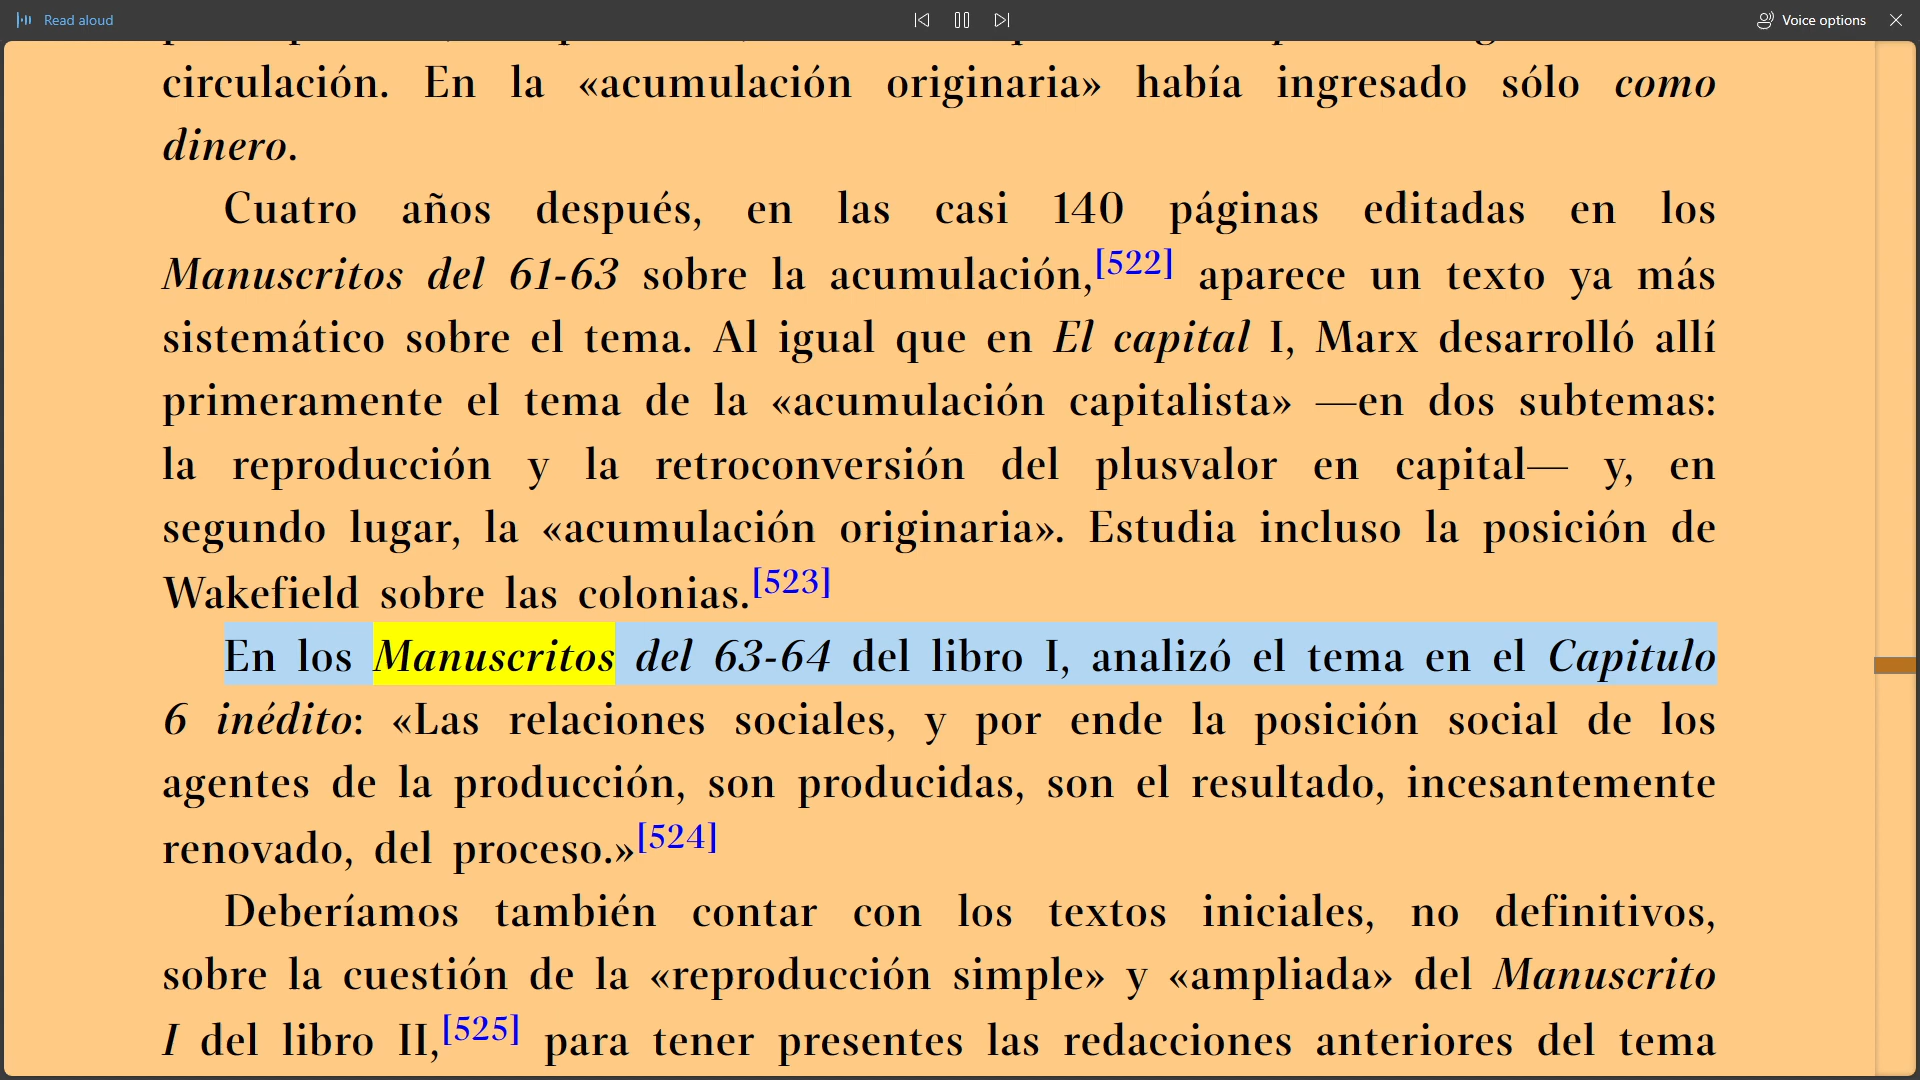 Read aloud
Voice options
circulación. En la «acumulación originaria» había ingresado sólo como
dinero.
Cuatro años después, en las casi 140 páginas editadas en los
Manuscritos del 61-63 sobre la acumulación,[522] aparece un texto ya más
sistemático sobre el tema. Al igual que en El capital I, Marx desarrolló allí
primeramente el tema de la «acumulación capitalista» —en dos subtemas:
la reproducción y la retroconversión del plusvalor en capital— y, en
segundo lugar, la «acumulación originaria». Estudia incluso la posición de
Wakefield sobre las colonias.[523]
En los Manuscritos del 63-64 del libro I, analizó el tema en el Capitulo
6 inédito: «Las relaciones sociales, y por ende la posición social de los
agentes de la producción, son producidas, son el resultado, incesantemente
renovado, del proceso.»[524]
Deberíamos también contar con los textos iniciales, no definitivos,
sobre la cuestión de la «reproducción simple» y «ampliada» del Manuscrito
I del libro II,[525] para tener presentes las redacciones anteriores del tema